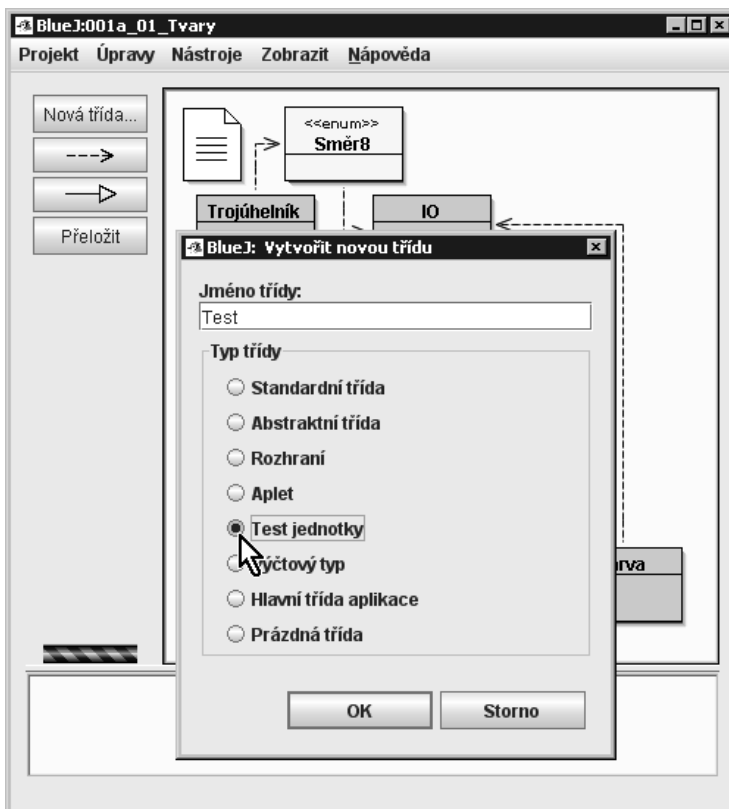 BlueJ:001a_01_Tvary
Projekt Úpravy Nástroje Zobrazit Nápověda
Nová třída...
Přeložit
<<enum>>
Směr8
Trojúhelník
IO
BlueJ: Vytvořit novou třídu
Jméno třídy:
Test
Typ třídy
Standardní třída
Abstraktní třída
Rozhraní
Aplet
Test jednotky
Výčtový typ
Hlavní třída aplikace
Prázdná třída
OK
Storno
arva